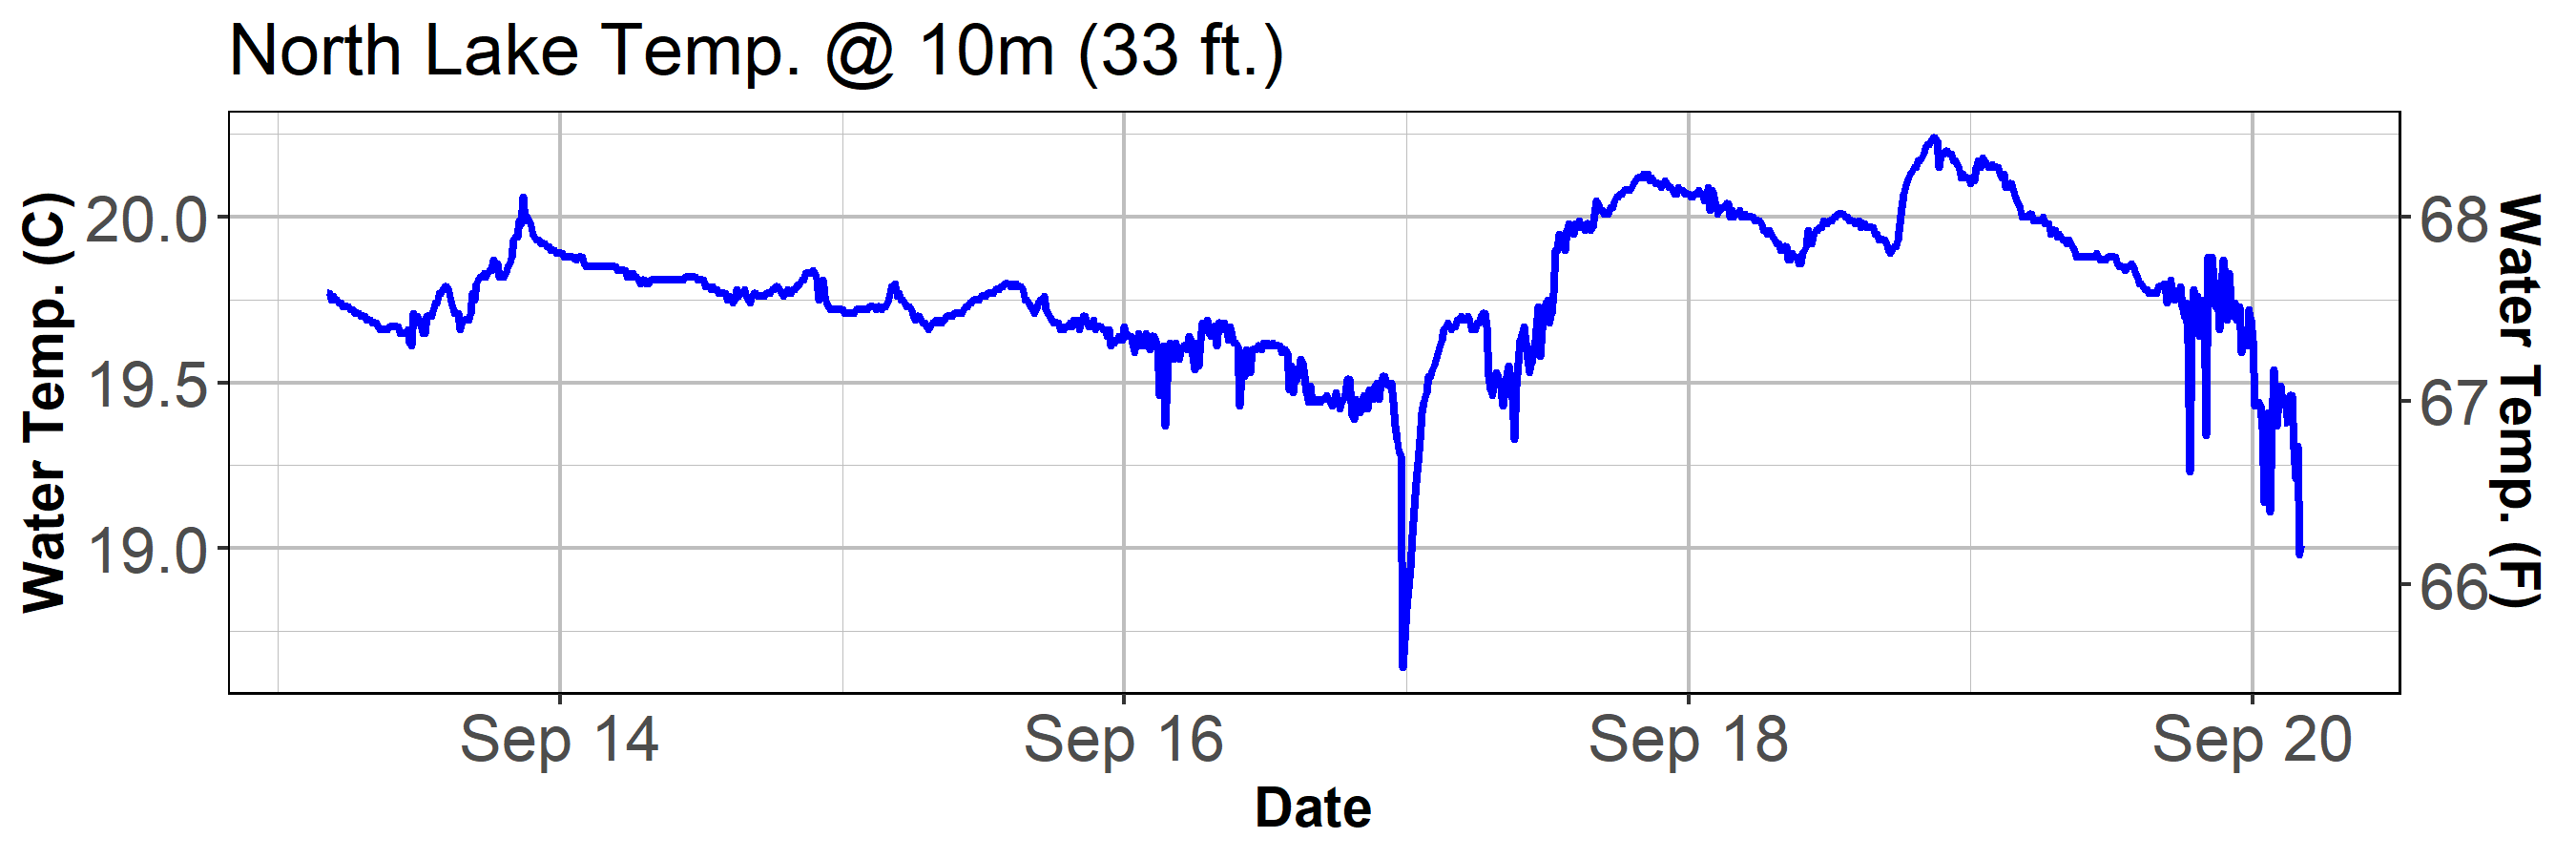 North Lake Temp. @ 10m (33 ft.)
Water Temp. (C)
20.0
19.5
19.0
68
67
66
Water Temp. (F)
Sep 14
Sep 16
Sep 18
Sep 20
Date